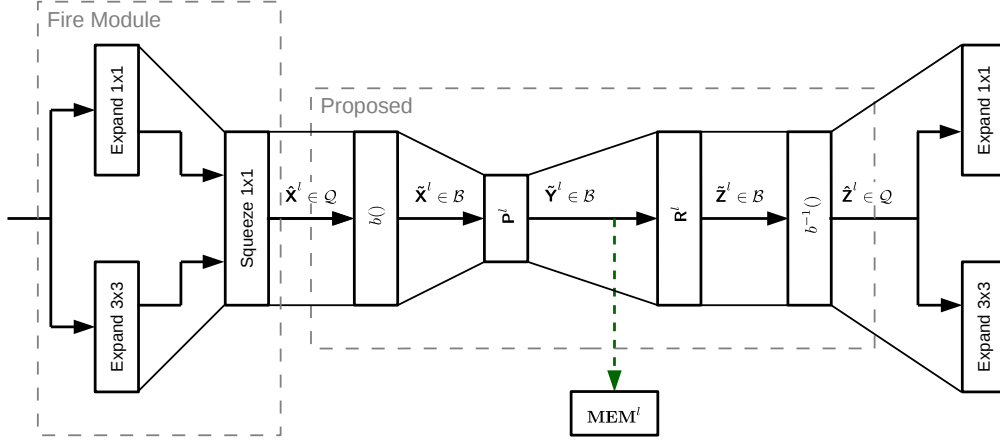 Fire Module
Proposed
Expand 1x1
Expand 3x3
Squeeze 1x1
X̂^l ∈ 𝒬
b()
X̃^l ∈ ℬ
P^l
Ỹ^l ∈ ℬ
R^l
Z̃^l ∈ ℬ
b⁻¹()
Ẑ^l ∈ 𝒬
Expand 1x1
Expand 3x3
MEM^l